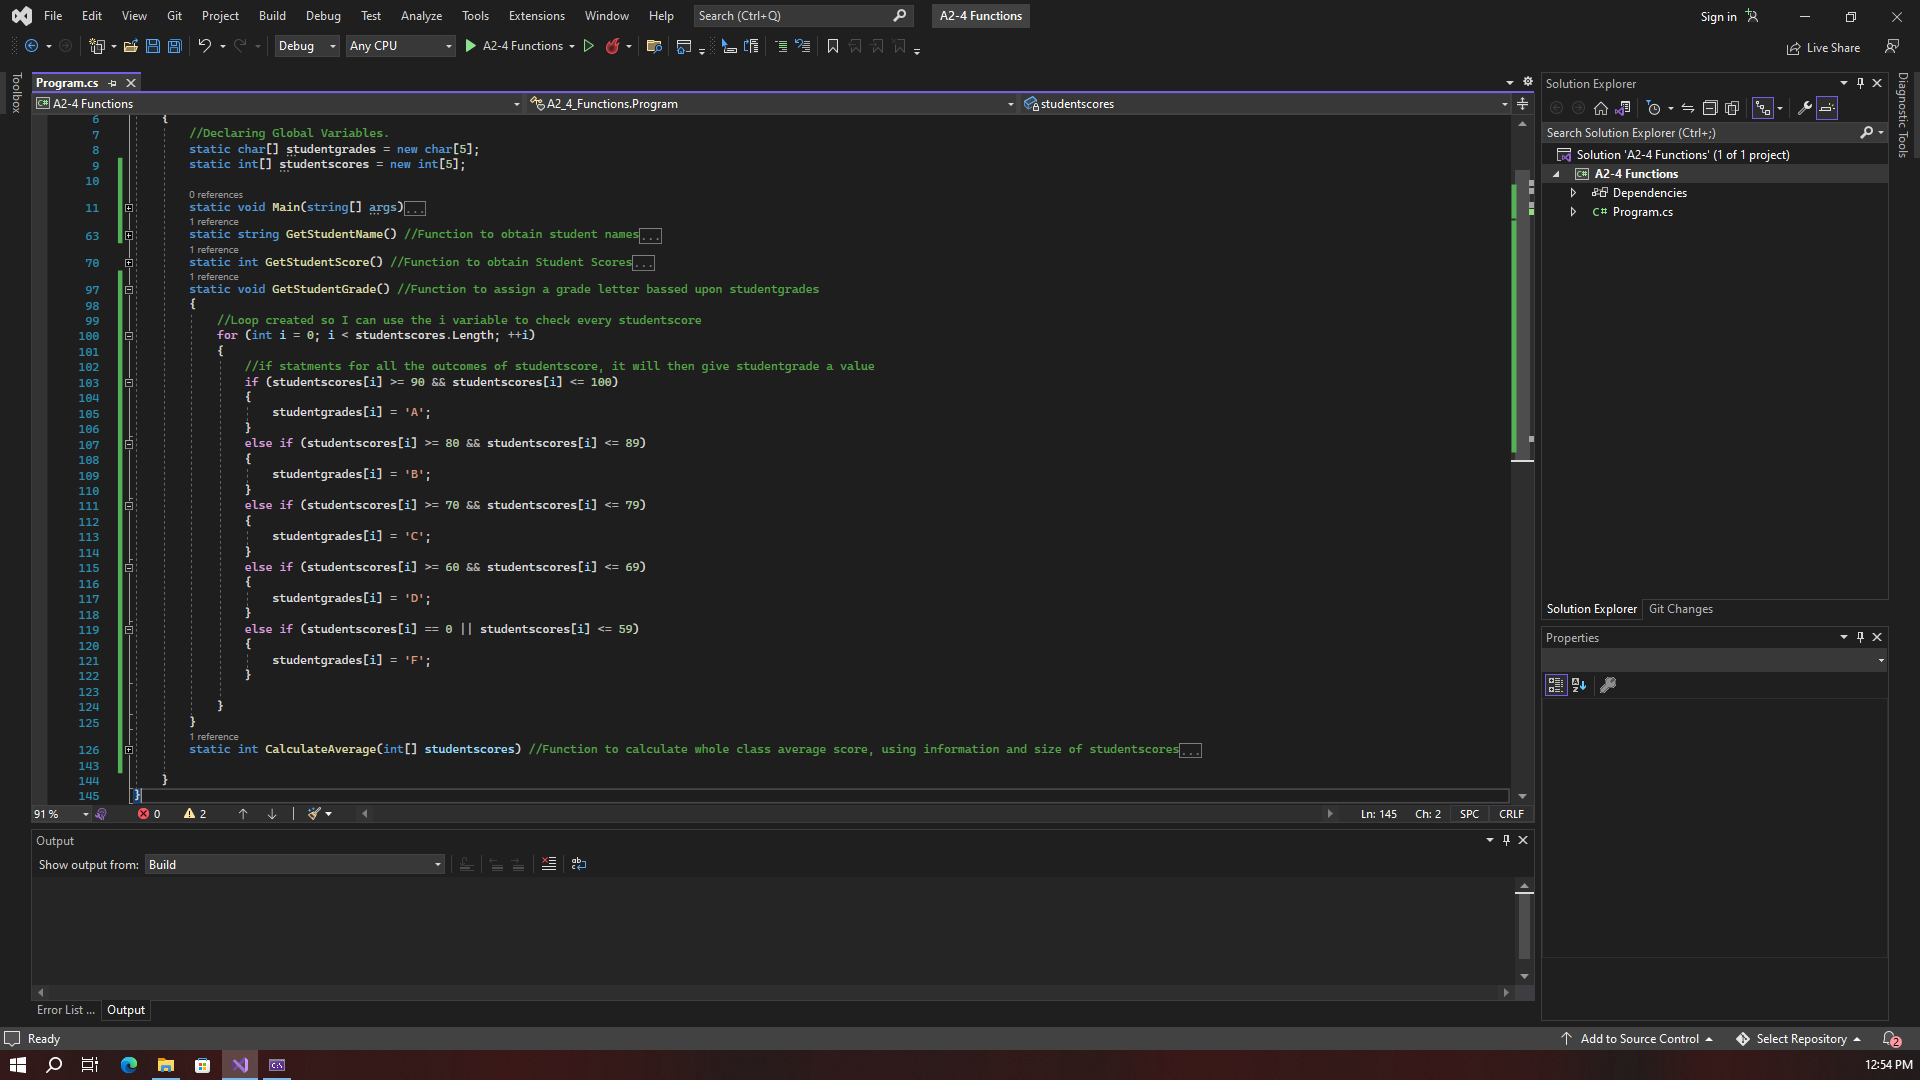 File Edit View Git Project Build Debug Test Analyze Tools Extensions Window Help Search (Ctrl+Q) A2-4 Functions Sign in
Debug Any CPU A2-4 Functions Live Share
Toolbox
Program.cs
A2-4 Functions A2_4_Functions.Program studentscores
6 {
7 //Declaring Global Variables.
8 static char[] studentgrades = new char[5];
9 static int[] studentscores = new int[5];
10
0 references
11 static void Main(string[] args)...
1 reference
63 static string GetStudentName() //Function to obtain student names...
1 reference
70 static int GetStudentScore() //Function to obtain Student Scores...
1 reference
97 static void GetStudentGrade() //Function to assign a grade letter bassed upon studentgrades
98 {
99 //Loop created so I can use the i variable to check every studentscore
100 for (int i = 0; i < studentscores.Length; ++i)
101 {
102 //if statments for all the outcomes of studentscore, it will then give studentgrade a value
103 if (studentscores[i] >= 90 && studentscores[i] <= 100)
104 {
105 studentgrades[i] = 'A';
106 }
107 else if (studentscores[i] >= 80 && studentscores[i] <= 89)
108 {
109 studentgrades[i] = 'B';
110 }
111 else if (studentscores[i] >= 70 && studentscores[i] <= 79)
112 {
113 studentgrades[i] = 'C';
114 }
115 else if (studentscores[i] >= 60 && studentscores[i] <= 69)
116 {
117 studentgrades[i] = 'D';
118 }
119 else if (studentscores[i] == 0 || studentscores[i] <= 59)
120 {
121 studentgrades[i] = 'F';
122 }
123
124 }
125 }
1 reference
126 static int CalculateAverage(int[] studentscores) //Function to calculate whole class average score, using information and size of studentscores...
143
144 }
145 }
91 % 0 2 Ln: 145 Ch: 2 SPC CRLF
Output
Show output from: Build
Error List ... Output
Solution Explorer
Search Solution Explorer (Ctrl+;)
Solution 'A2-4 Functions' (1 of 1 project)
A2-4 Functions
Dependencies
C# Program.cs
Solution Explorer Git Changes
Properties
Diagnostic Tools
Ready Add to Source Control Select Repository 2
12:54 PM